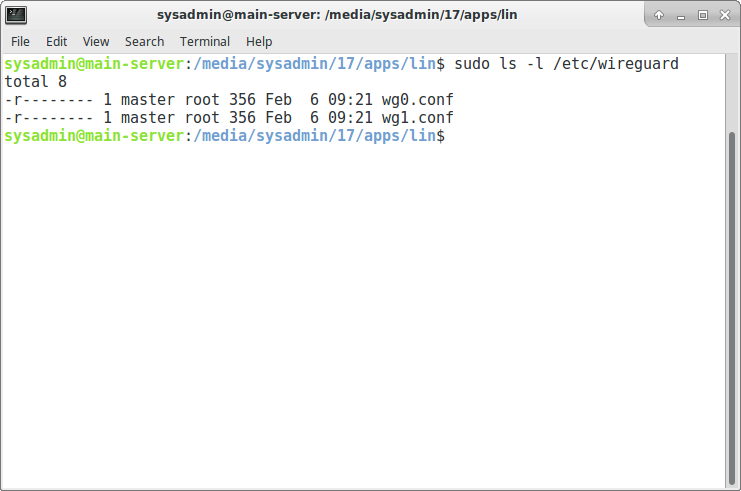 sysadmin@main-server: /media/sysadmin/17/apps/lin
File Edit View Search Terminal Help
sysadmin@main-server:/media/sysadmin/17/apps/lin$ sudo ls -l /etc/wireguard
total 8
-r-------- 1 master root 356 Feb  6 09:21 wg0.conf
-r-------- 1 master root 356 Feb  6 09:21 wg1.conf
sysadmin@main-server:/media/sysadmin/17/apps/lin$